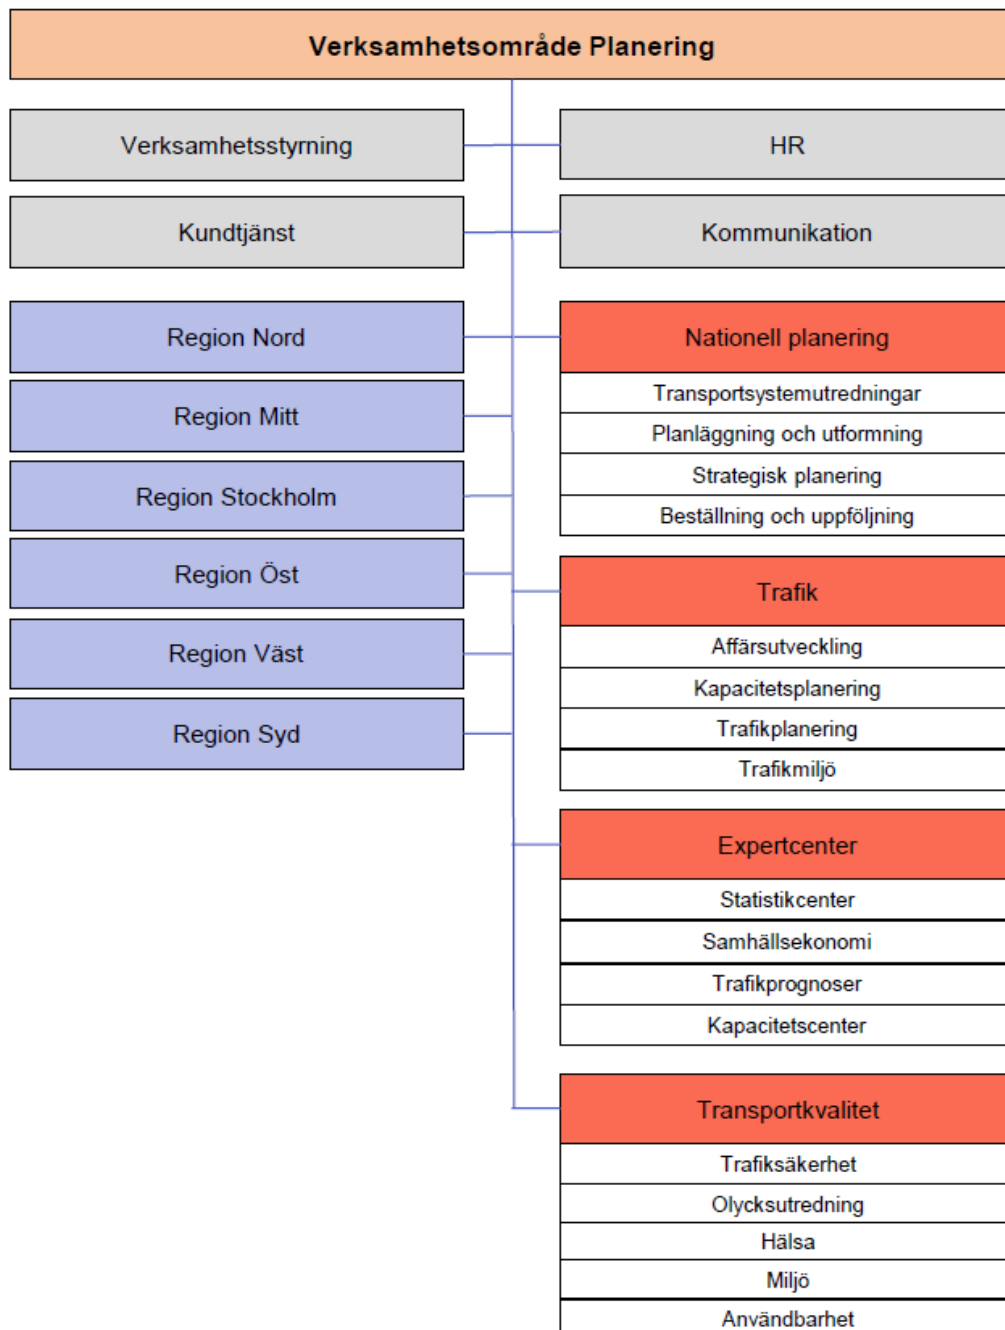 Verksamhetsområde Planering
Verksamhetsstyrning
HR
Kundtjänst
Kommunikation
Region Nord
Region Mitt
Region Stockholm
Region Öst
Region Väst
Region Syd
Nationell planering
Transportsystemutredningar
Planläggning och utformning
Strategisk planering
Beställning och uppföljning
Trafik
Affärsutveckling
Kapacitetsplanering
Trafikplanering
Trafikmiljö
Expertcenter
Statistikcenter
Samhällsekonomi
Trafikprognoser
Kapacitetscenter
Transportkvalitet
Trafiksäkerhet
Olycksutredning
Hälsa
Miljö
Användbarhet